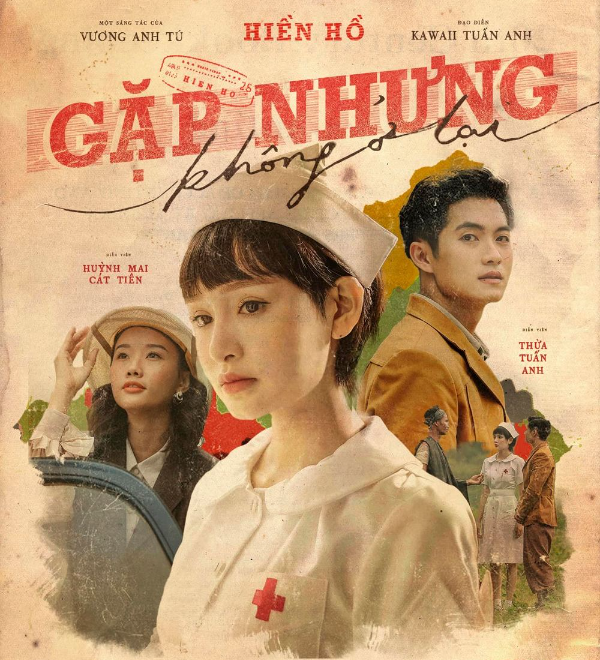 MỘT SÁNG TÁC CỦA
VƯƠNG ANH TÚ
HIỀN HỒ
ĐẠO DIỄN
KAWAII TUẤN ANH
HIEN HO
GẶP NHƯNG
không ở lại
DIỄN VIÊN
HUỲNH MAI
CÁT TIÊN
DIỄN VIÊN
THỪA
TUẤN
ANH